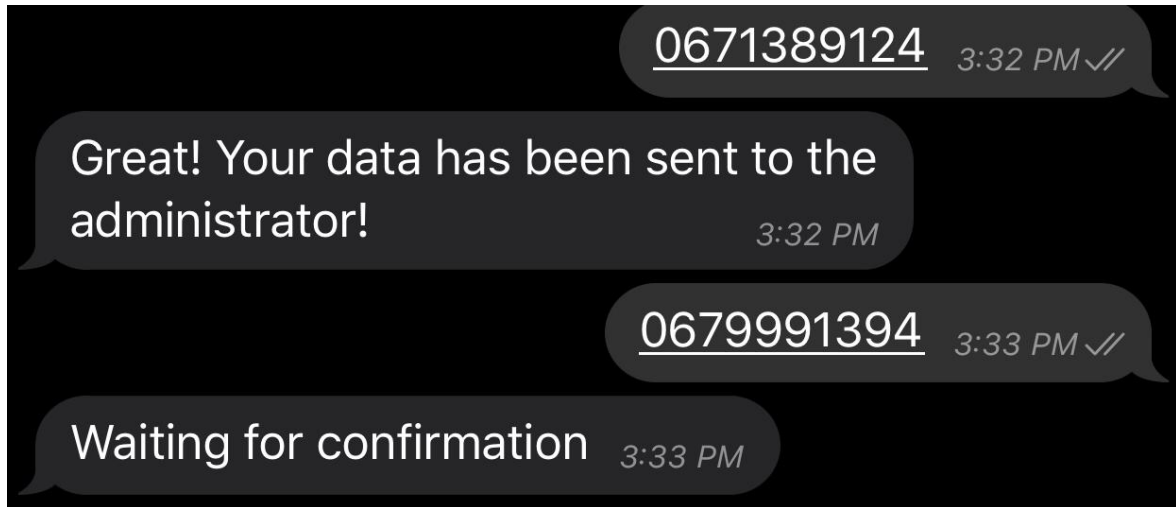 0671389124 3:32 PM
Great! Your data has been sent to the
administrator! 3:32 PM
0679991394 3:33 PM
Waiting for confirmation 3:33 PM